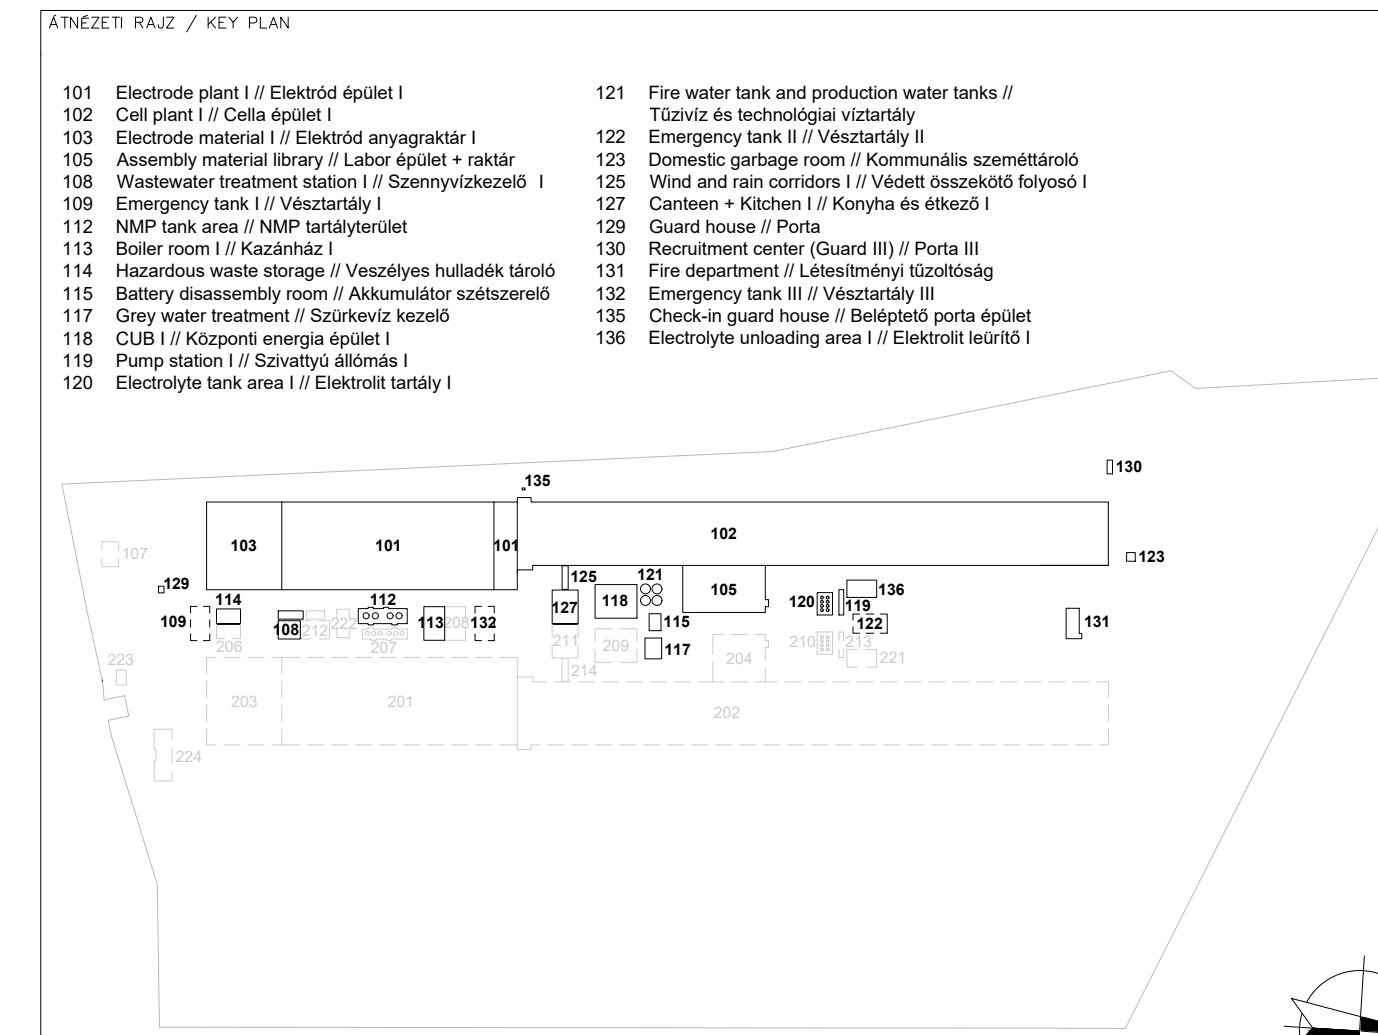 ÁTNÉZETI RAJZ / KEY PLAN
101 Electrode plant I // Elektród épület I
102 Cell plant I // Cella épület I
103 Electrode material I // Elektród anyagraktár I
105 Assembly material library // Labor épület + raktár
108 Wastewater treatment station I // Szennyvízkezelő I
109 Emergency tank I // Vésztartály I
112 NMP tank area // NMP tartályterület
113 Boiler room I // Kazánház I
114 Hazardous waste storage // Veszélyes hulladék tároló
115 Battery disassembly room // Akkumulátor szétszerelő
117 Grey water treatment // Szürkevíz kezelő
118 CUB I // Központi energia épület I
119 Pump station I // Szivattyú állómás I
120 Electrolyte tank area I // Elektrolit tartály I
121 Fire water tank and production water tanks //
Tűzivíz és technológiai víztartály
122 Emergency tank II // Vésztartály II
123 Domestic garbage room // Kommunális szeméttároló
125 Wind and rain corridors I // Védett összekötő folyosó I
127 Canteen + Kitchen I // Konyha és étkező I
129 Guard house // Porta
130 Recruitment center (Guard III) // Porta III
131 Fire department // Létesítményi tűzoltóság
132 Emergency tank III // Vésztartály III
135 Check-in guard house // Beléptető porta épület
136 Electrolyte unloading area I // Elektrolit leürítő I
130
135
103 101 101 102
107
123
129 125 121 105 136
114 112 127 118 120 119
109 108 212 222 113 208 132 115 122 131
206 207 211 209 117 210 213
223 214 204 221
203 201 202
224